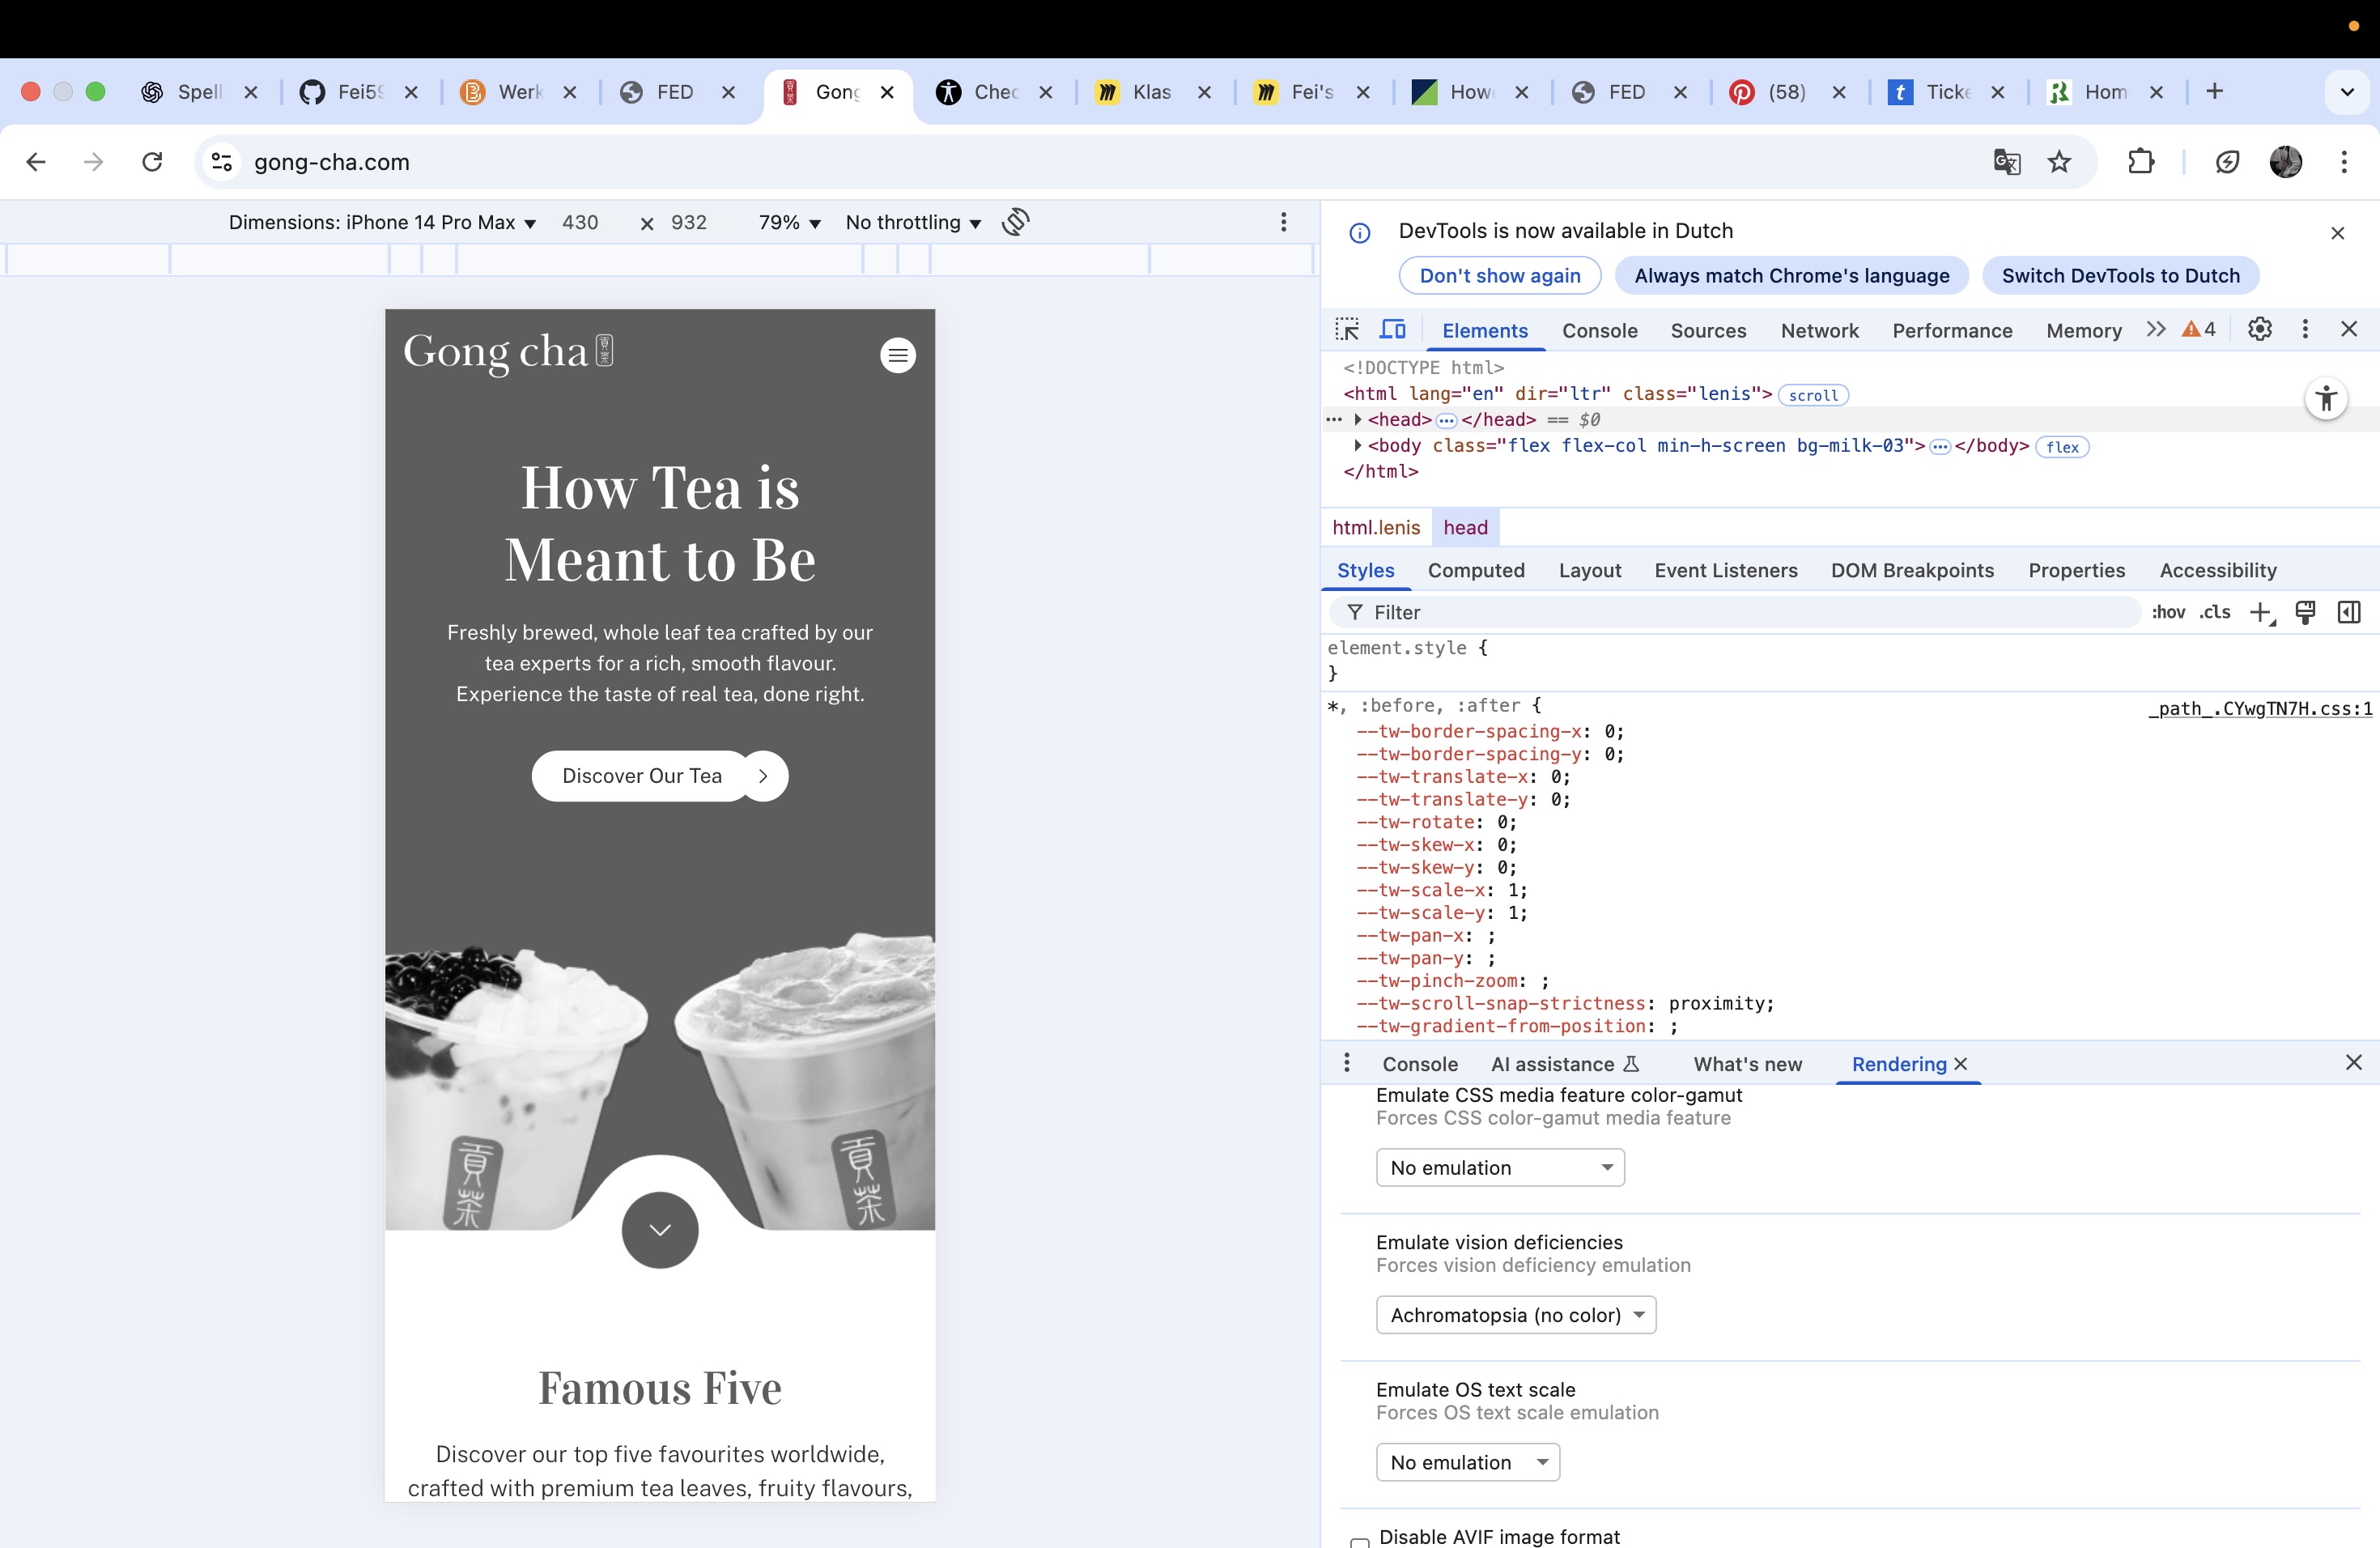 Spell
Fei59
Werk
FED
Gong
Chec
Klas
Fei's
How
FED
(58)
Ticke
Hom
gong-cha.com
Dimensions: iPhone 14 Pro Max 430 × 932 79% No throttling
Gong cha 貢茶
How Tea is
Meant to Be
Freshly brewed, whole leaf tea crafted by our
tea experts for a rich, smooth flavour.
Experience the taste of real tea, done right.
Discover Our Tea
貢茶
貢茶
Famous Five
Discover our top five favourites worldwide,
crafted with premium tea leaves, fruity flavours,
DevTools is now available in Dutch
Don't show again Always match Chrome's language Switch DevTools to Dutch
Elements Console Sources Network Performance Memory 4
<!DOCTYPE html>
<html lang="en" dir="ltr" class="lenis"> scroll
<head>…</head> == $0
<body class="flex flex-col min-h-screen bg-milk-03">…</body> flex
</html>
html.lenis head
Styles Computed Layout Event Listeners DOM Breakpoints Properties Accessibility
Filter :hov .cls
element.style {
}
*, :before, :after { _path_.CYwgTN7H.css:1
--tw-border-spacing-x: 0;
--tw-border-spacing-y: 0;
--tw-translate-x: 0;
--tw-translate-y: 0;
--tw-rotate: 0;
--tw-skew-x: 0;
--tw-skew-y: 0;
--tw-scale-x: 1;
--tw-scale-y: 1;
--tw-pan-x: ;
--tw-pan-y: ;
--tw-pinch-zoom: ;
--tw-scroll-snap-strictness: proximity;
--tw-gradient-from-position: ;
Console AI assistance What's new Rendering
Emulate CSS media feature color-gamut
Forces CSS color-gamut media feature
No emulation
Emulate vision deficiencies
Forces vision deficiency emulation
Achromatopsia (no color)
Emulate OS text scale
Forces OS text scale emulation
No emulation
Disable AVIF image format